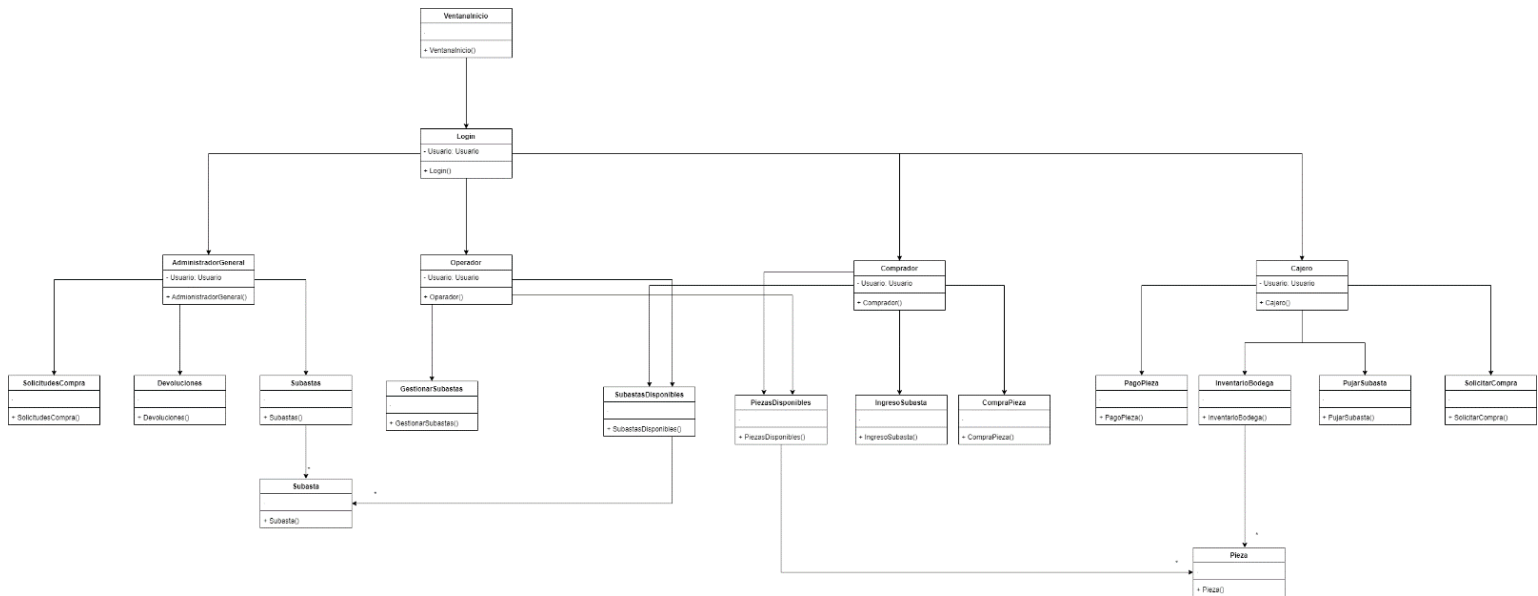 VentanaInicio
+ VentanaInicio()
Login
- Usuario: Usuario
+ Login()
AdministradorGeneral
- Usuario: Usuario
+ AdmionistradorGeneral()
Operador
- Usuario: Usuario
+ Operador()
Comprador
- Usuario: Usuario
+ Comprador()
Cajero
- Usuario: Usuario
+ Cajero()
SolicitudesCompra
+ SolicitudesCompra()
Devoluciones
+ Devoluciones()
Subastas
+ Subastas()
GestionarSubastas
+ GestionarSubastas()
SubastasDisponibles
+ SubastasDisponibles()
PiezasDisponibles
+ PiezasDisponibles()
IngresoSubasta
+ IngresoSubasta()
CompraPieza
+ CompraPieza()
PagoPieza
+ PagoPieza()
InventarioBodega
+ InventarioBodega()
PujarSubasta
+ PujarSubasta()
SolicitarCompra
+ SolicitarCompra()
*
*
Subasta
+ Subasta()
*
*
Pieza
+ Pieza()